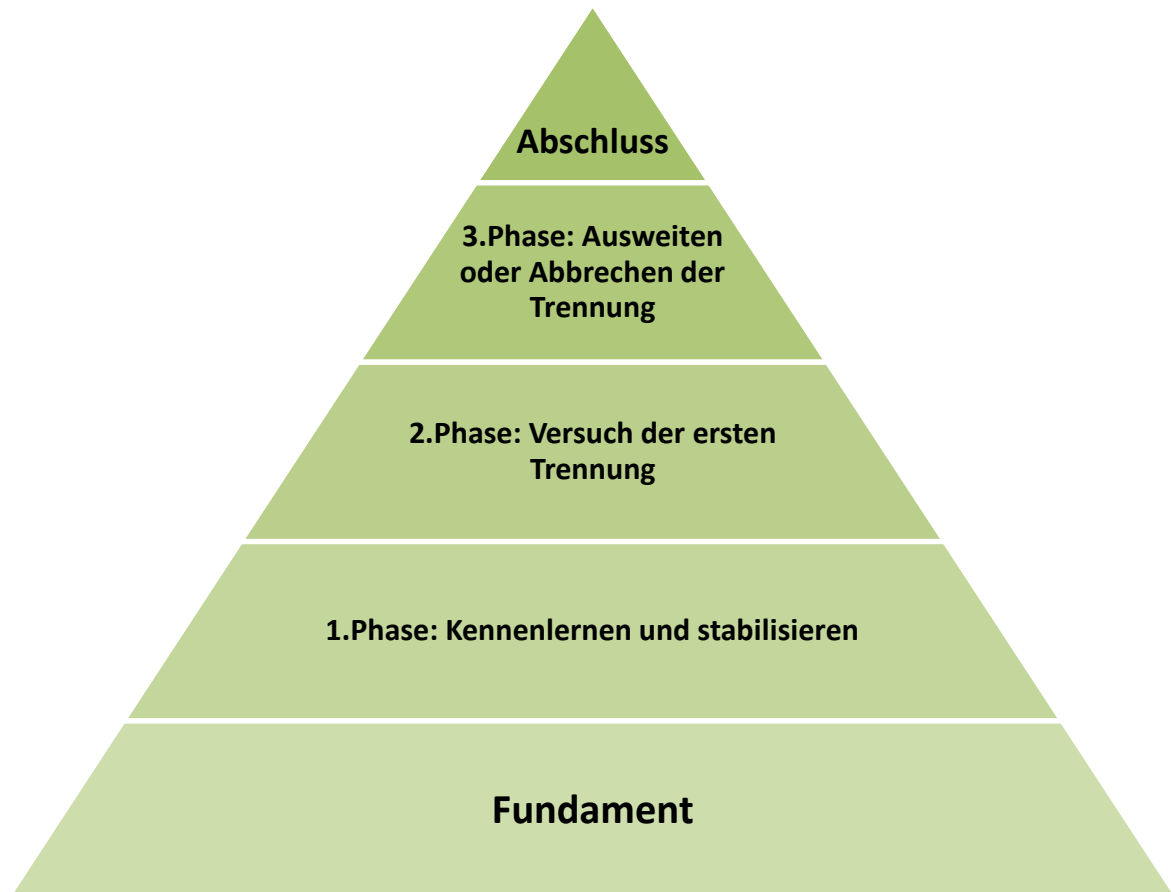 Abschluss
3.Phase: Ausweiten
oder Abbrechen der
Trennung
2.Phase: Versuch der ersten
Trennung
1.Phase: Kennenlernen und stabilisieren
Fundament